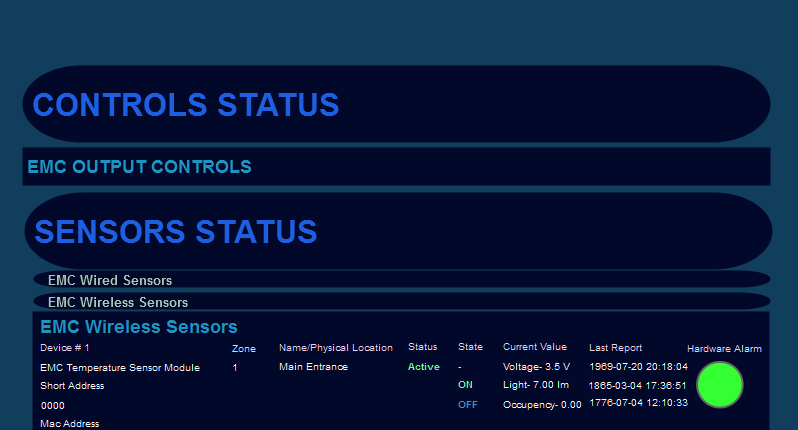 CONTROLS STATUS
EMC OUTPUT CONTROLS
SENSORS STATUS
EMC Wired Sensors
EMC Wireless Sensors
EMC Wireless Sensors
Device # 1 Zone Name/Physical Location Status State Current Value Last Report Hardware Alarm
EMC Temperature Sensor Module 1 Main Entrance Active - Voltage- 3.5 V 1969-07-20 20:18:04
Short Address ON Light- 7.00 lm 1865-03-04 17:36:51
0000 OFF Occupency- 0.00 1776-07-04 12:10:33
Mac Address